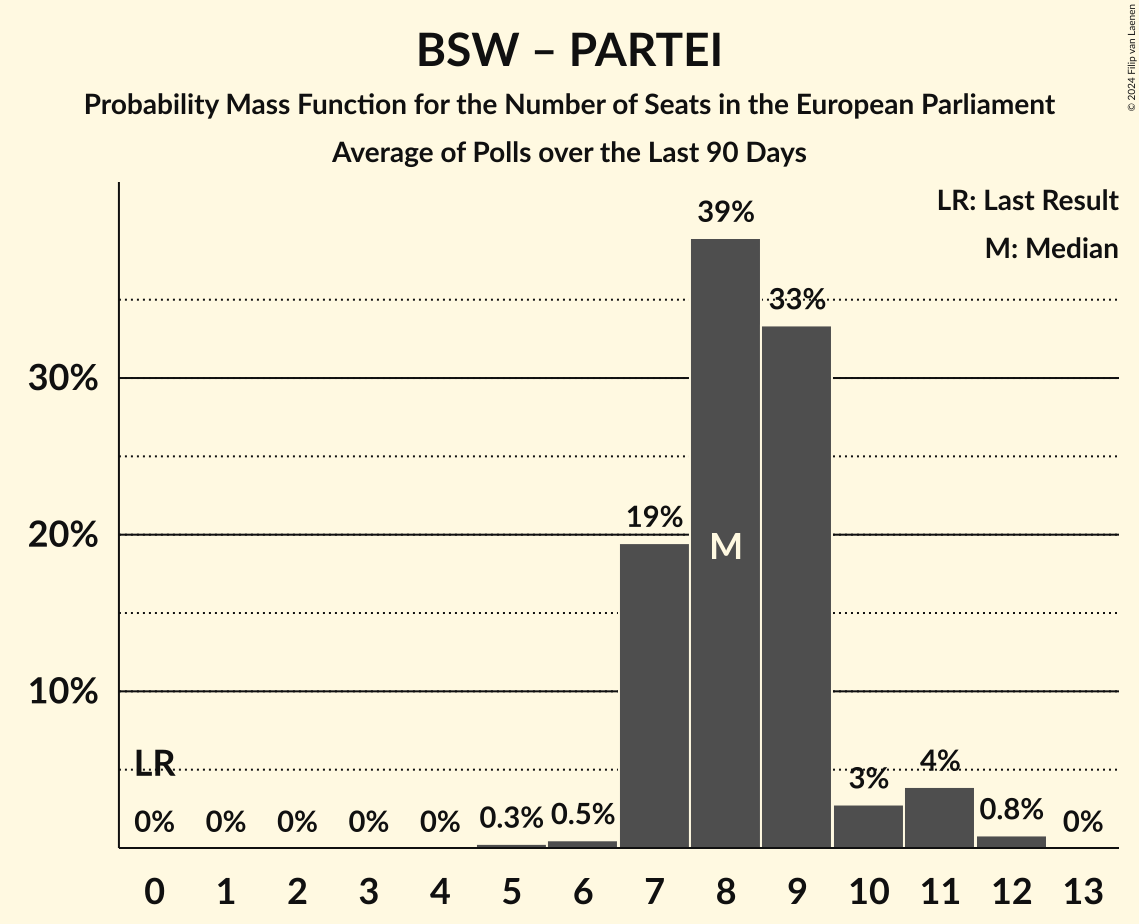 BSW – PARTEI
Probability Mass Function for the Number of Seats in the European Parliament
Average of Polls over the Last 90 Days
© 2024 Filip van Laenen
LR: Last Result
M: Median
39%
33%
30%
19%
20%
M
10%
LR
4%
3%
0% 0% 0% 0% 0% 0.3% 0.5% 0.8% 0%
0 1 2 3 4 5 6 7 8 9 10 11 12 13